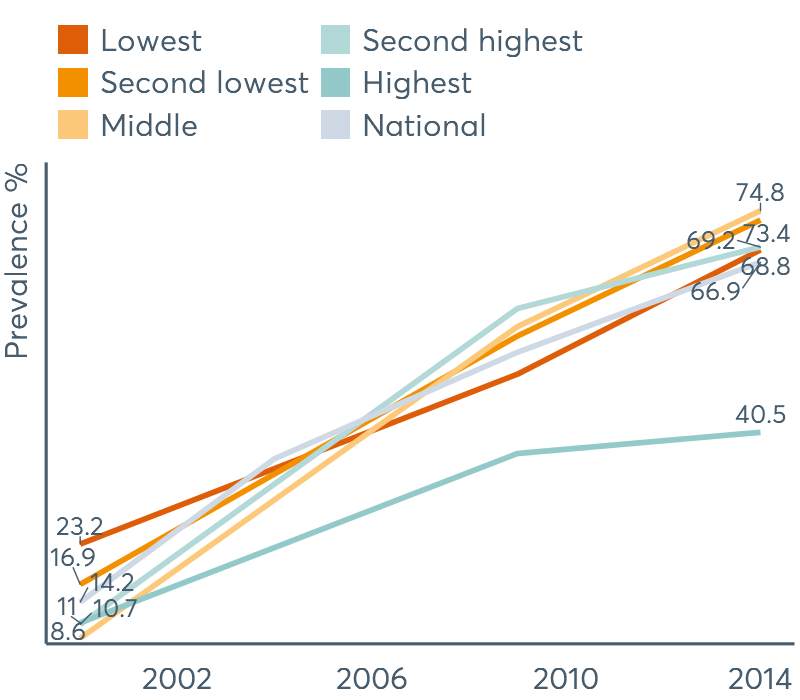 Lowest
Second lowest
Middle
Second highest
Highest
National
Prevalence %
74.8
73.4
69.2
68.8
66.9
40.5
23.2
16.9
14.2
11
10.7
8.6
2002
2006
2010
2014